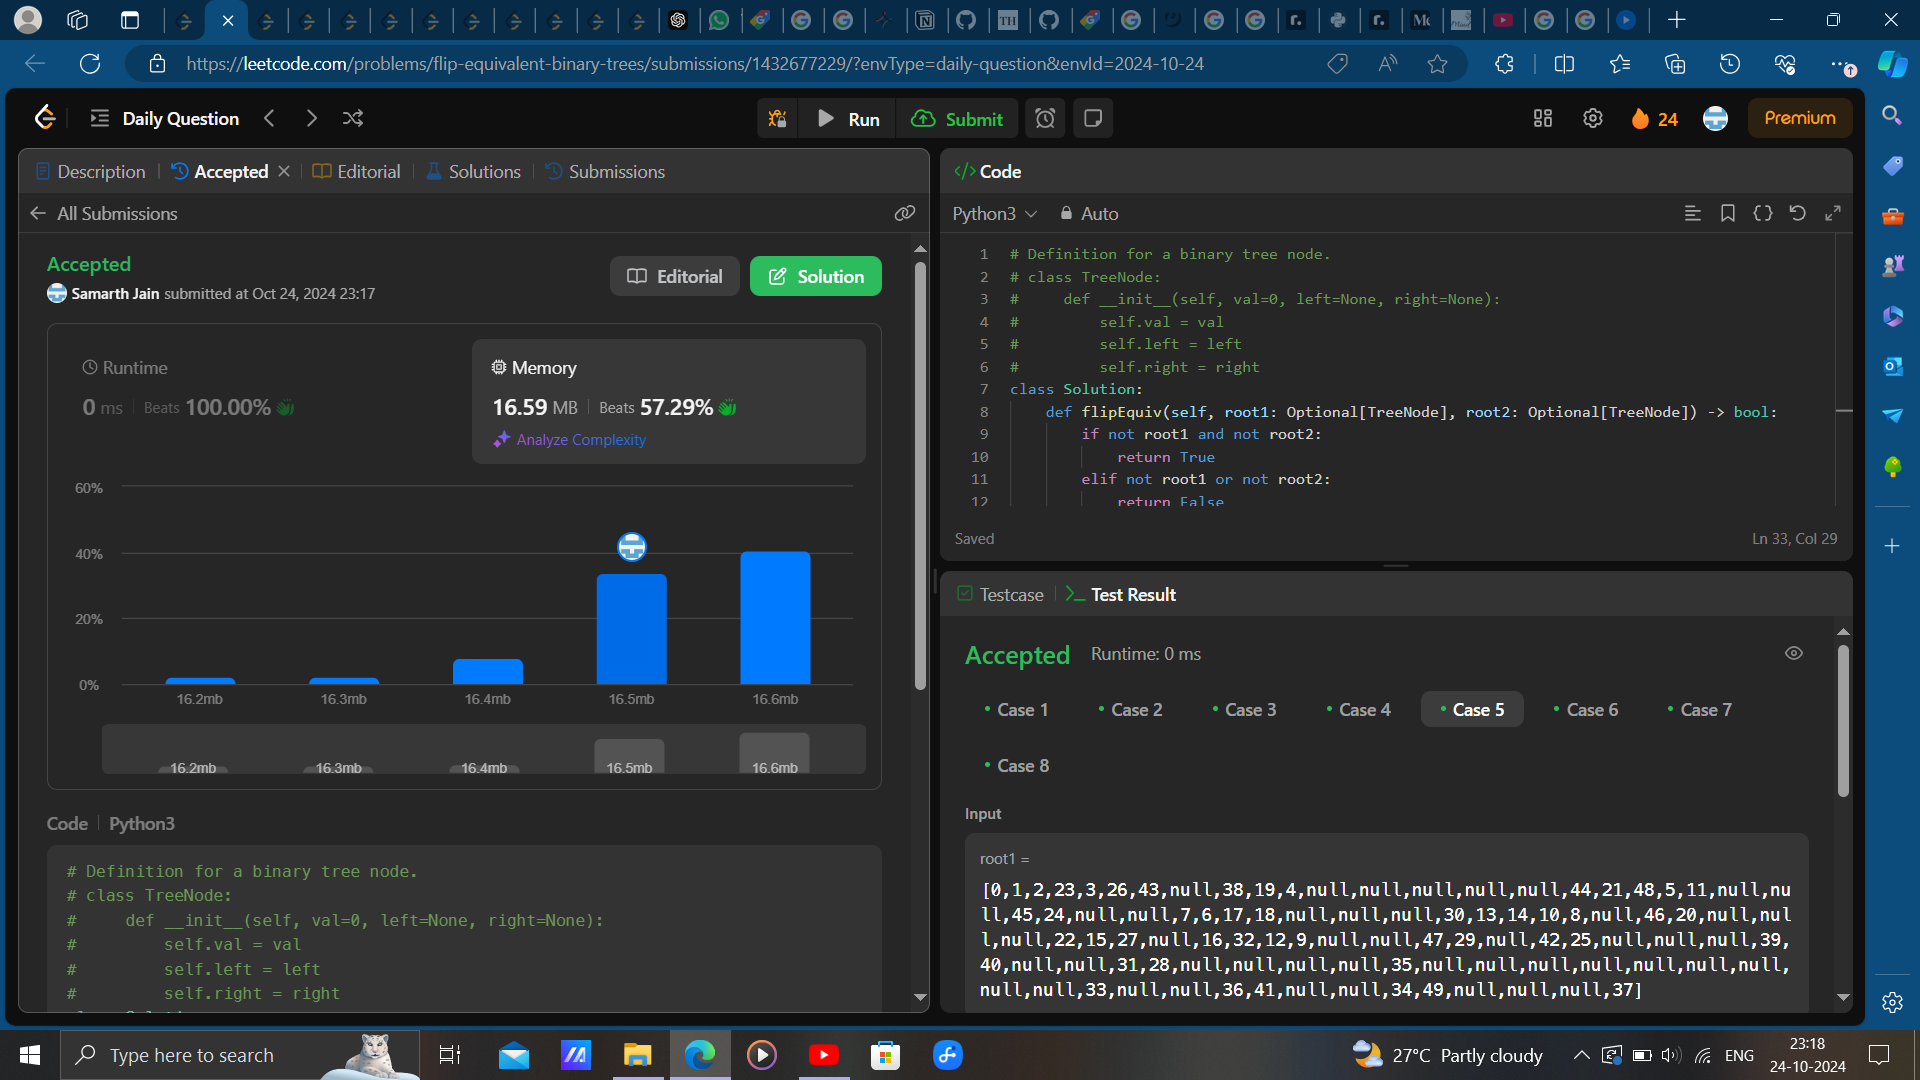 https://leetcode.com/problems/flip-equivalent-binary-trees/submissions/1432677229/?envType=daily-question&envId=2024-10-24
Daily Question
Run
Submit
24
Premium
Description
Accepted
Editorial
Solutions
Submissions
All Submissions
Accepted
Samarth Jain submitted at Oct 24, 2024 23:17
Editorial
Solution
Runtime
0 ms
Beats 100.00%
Memory
16.59 MB
Beats 57.29%
Analyze Complexity
60%
40%
20%
0%
16.2mb
16.3mb
16.4mb
16.5mb
16.6mb
16.2mb
16.3mb
16.4mb
16.5mb
16.6mb
Code
Python3
# Definition for a binary tree node.
# class TreeNode:
#     def __init__(self, val=0, left=None, right=None):
#         self.val = val
#         self.left = left
#         self.right = right
Code
Python3
Auto
1 # Definition for a binary tree node.
2 # class TreeNode:
3 #     def __init__(self, val=0, left=None, right=None):
4 #         self.val = val
5 #         self.left = left
6 #         self.right = right
7 class Solution:
8     def flipEquiv(self, root1: Optional[TreeNode], root2: Optional[TreeNode]) -> bool:
9         if not root1 and not root2:
10             return True
11         elif not root1 or not root2:
12             return False
Saved
Ln 33, Col 29
Testcase
Test Result
Accepted
Runtime: 0 ms
Case 1
Case 2
Case 3
Case 4
Case 5
Case 6
Case 7
Case 8
Input
root1 =
[0,1,2,23,3,26,43,null,38,19,4,null,null,null,null,null,44,21,48,5,11,null,nu
ll,45,24,null,null,7,6,17,18,null,null,null,30,13,14,10,8,null,46,20,null,nul
l,null,22,15,27,null,16,32,12,9,null,null,47,29,null,42,25,null,null,null,39,
40,null,null,31,28,null,null,null,null,35,null,null,null,null,null,null,null,
null,null,33,null,null,36,41,null,null,34,49,null,null,null,37]
Type here to search
27°C Partly cloudy
ENG
23:18
24-10-2024